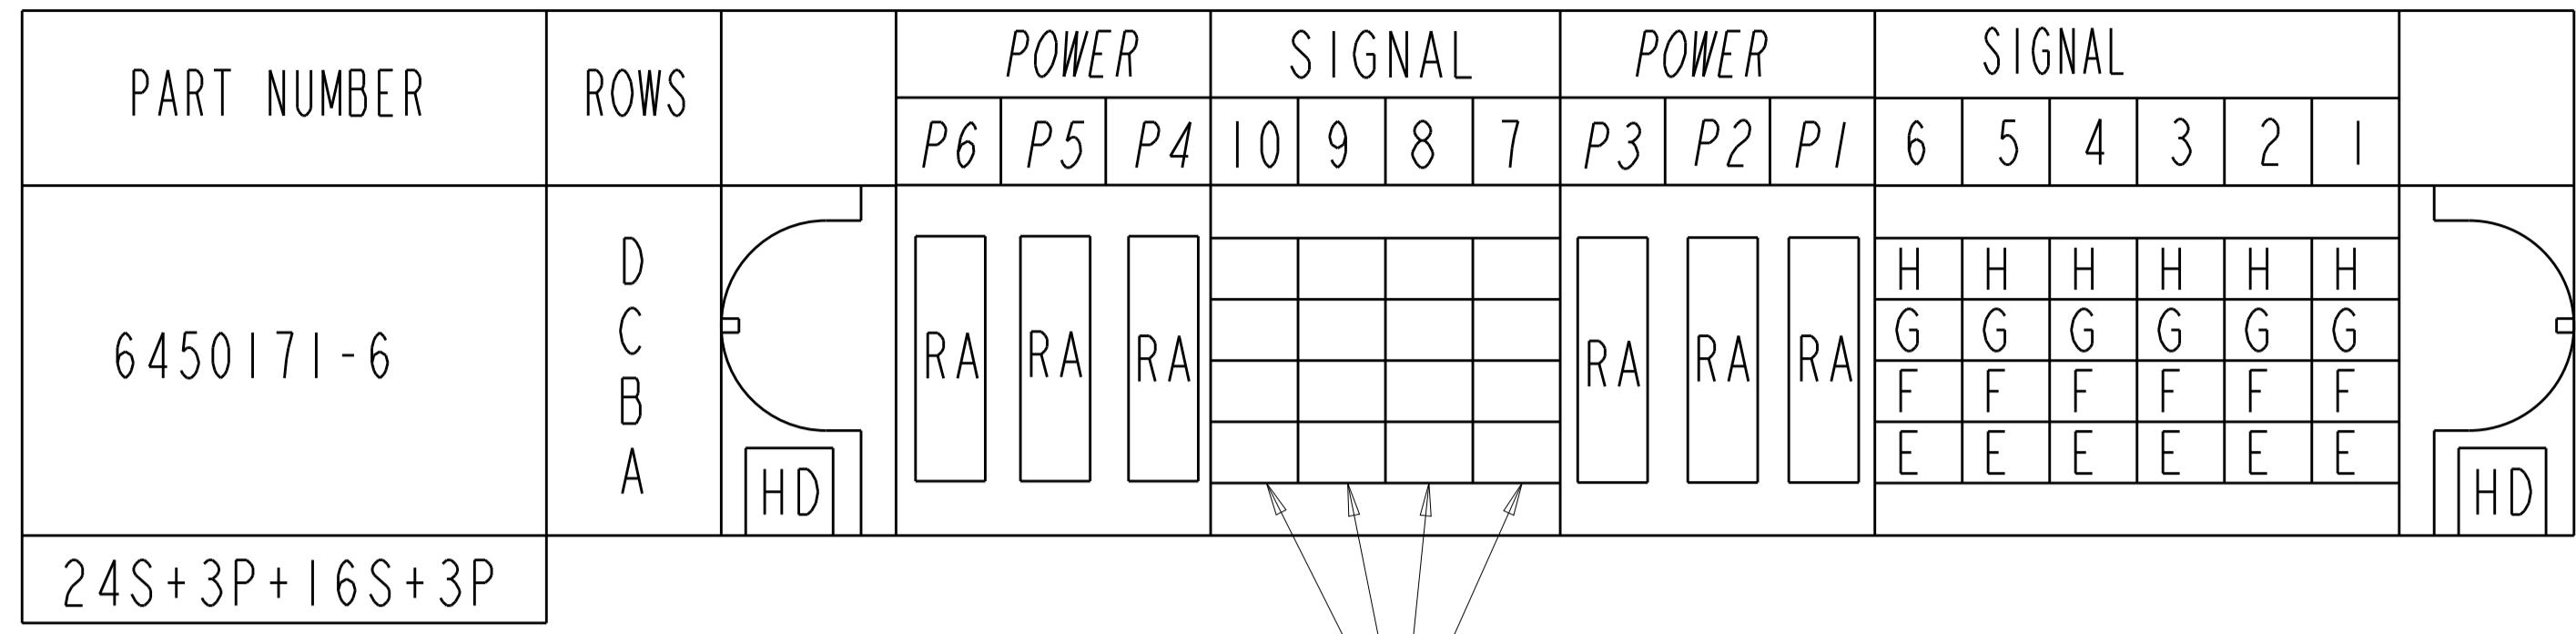 PART NUMBER ROWS POWER SIGNAL POWER SIGNAL
P6 P5 P4 10 9 8 7 P3 P2 P1 6 5 4 3 2 1
6450171-6
D
C
B
A
HD
RA RA RA RA RA RA
H H H H H H
G G G G G G
F F F F F F
E E E E E E
HD
24S+3P+16S+3P